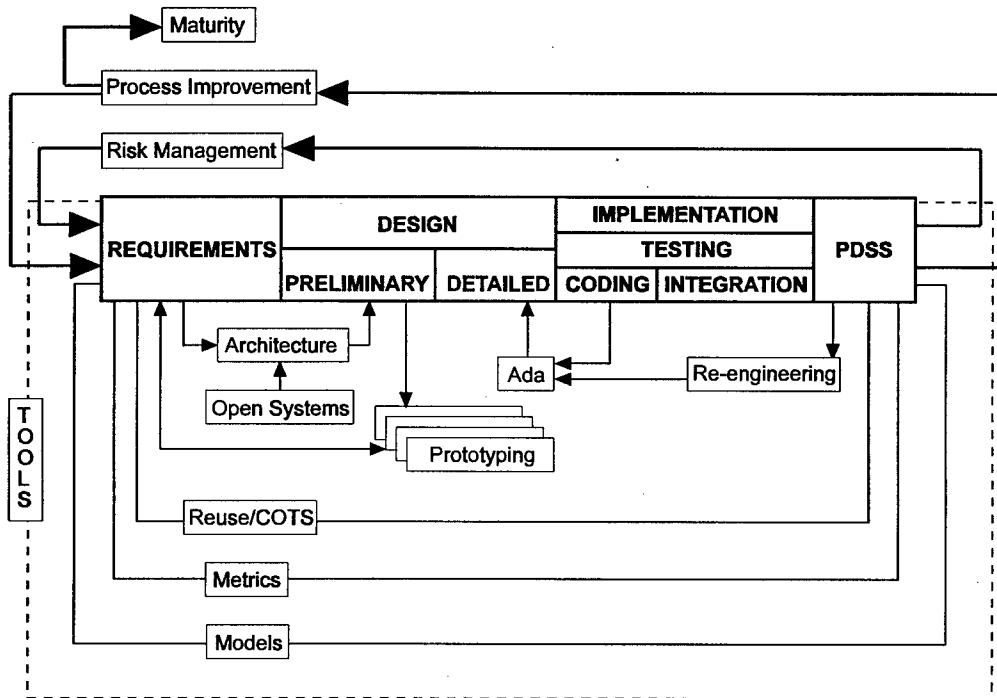 Maturity
Process Improvement
Risk Management
REQUIREMENTS
DESIGN
PRELIMINARY
DETAILED
IMPLEMENTATION
TESTING
CODING
INTEGRATION
PDSS
Architecture
Open Systems
Ada
Re-engineering
Prototyping
TOOLS
Reuse/COTS
Metrics
Models